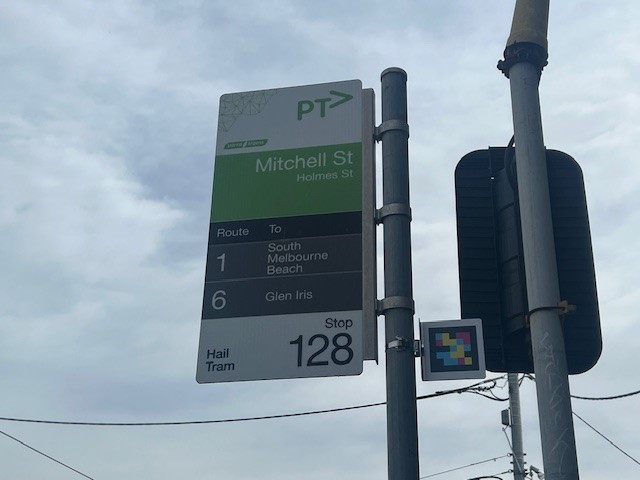 PT>
Mitchell St
Holmes St
Route To
1 South
Melbourne
Beach
6 Glen Iris
Stop
Hail 128
Tram